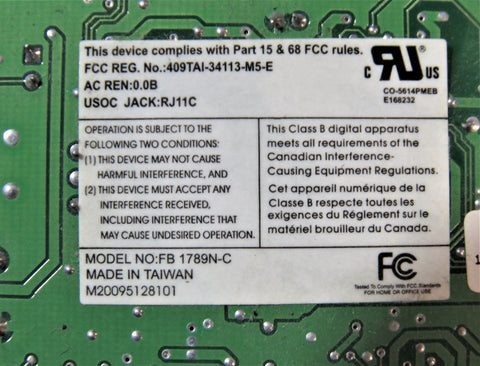 This device complies with Part 15 & 68 FCC rules.
FCC REG. No.:409TAI-34113-M5-E
AC REN:0.0B
USOC JACK:RJ11C
C RU US
CO-5614PMEB
E168232
OPERATION IS SUBJECT TO THE
FOLLOWING TWO CONDITIONS:
(1) THIS DEVICE MAY NOT CAUSE
HARMFUL INTERFERENCE, AND
(2) THIS DEVICE MUST ACCEPT ANY
INTERFERENCE RECEIVED,
INCLUDING INTERFERENCE THAT
MAY CAUSE UNDESIRED OPERATION.
This Class B digital apparatus
meets all requirements of the
Canadian Interference-
Causing Equipment Regulations.
Cet appareil numérique de la
Classe B respecte toutes les
exigences du Réglement sur le
matériel brouilleur du Canada.
MODEL NO:FB 1789N-C
MADE IN TAIWAN
M20095128101
FC
Tested To Comply With FCC Standards
FOR HOME OR OFFICE USE
1